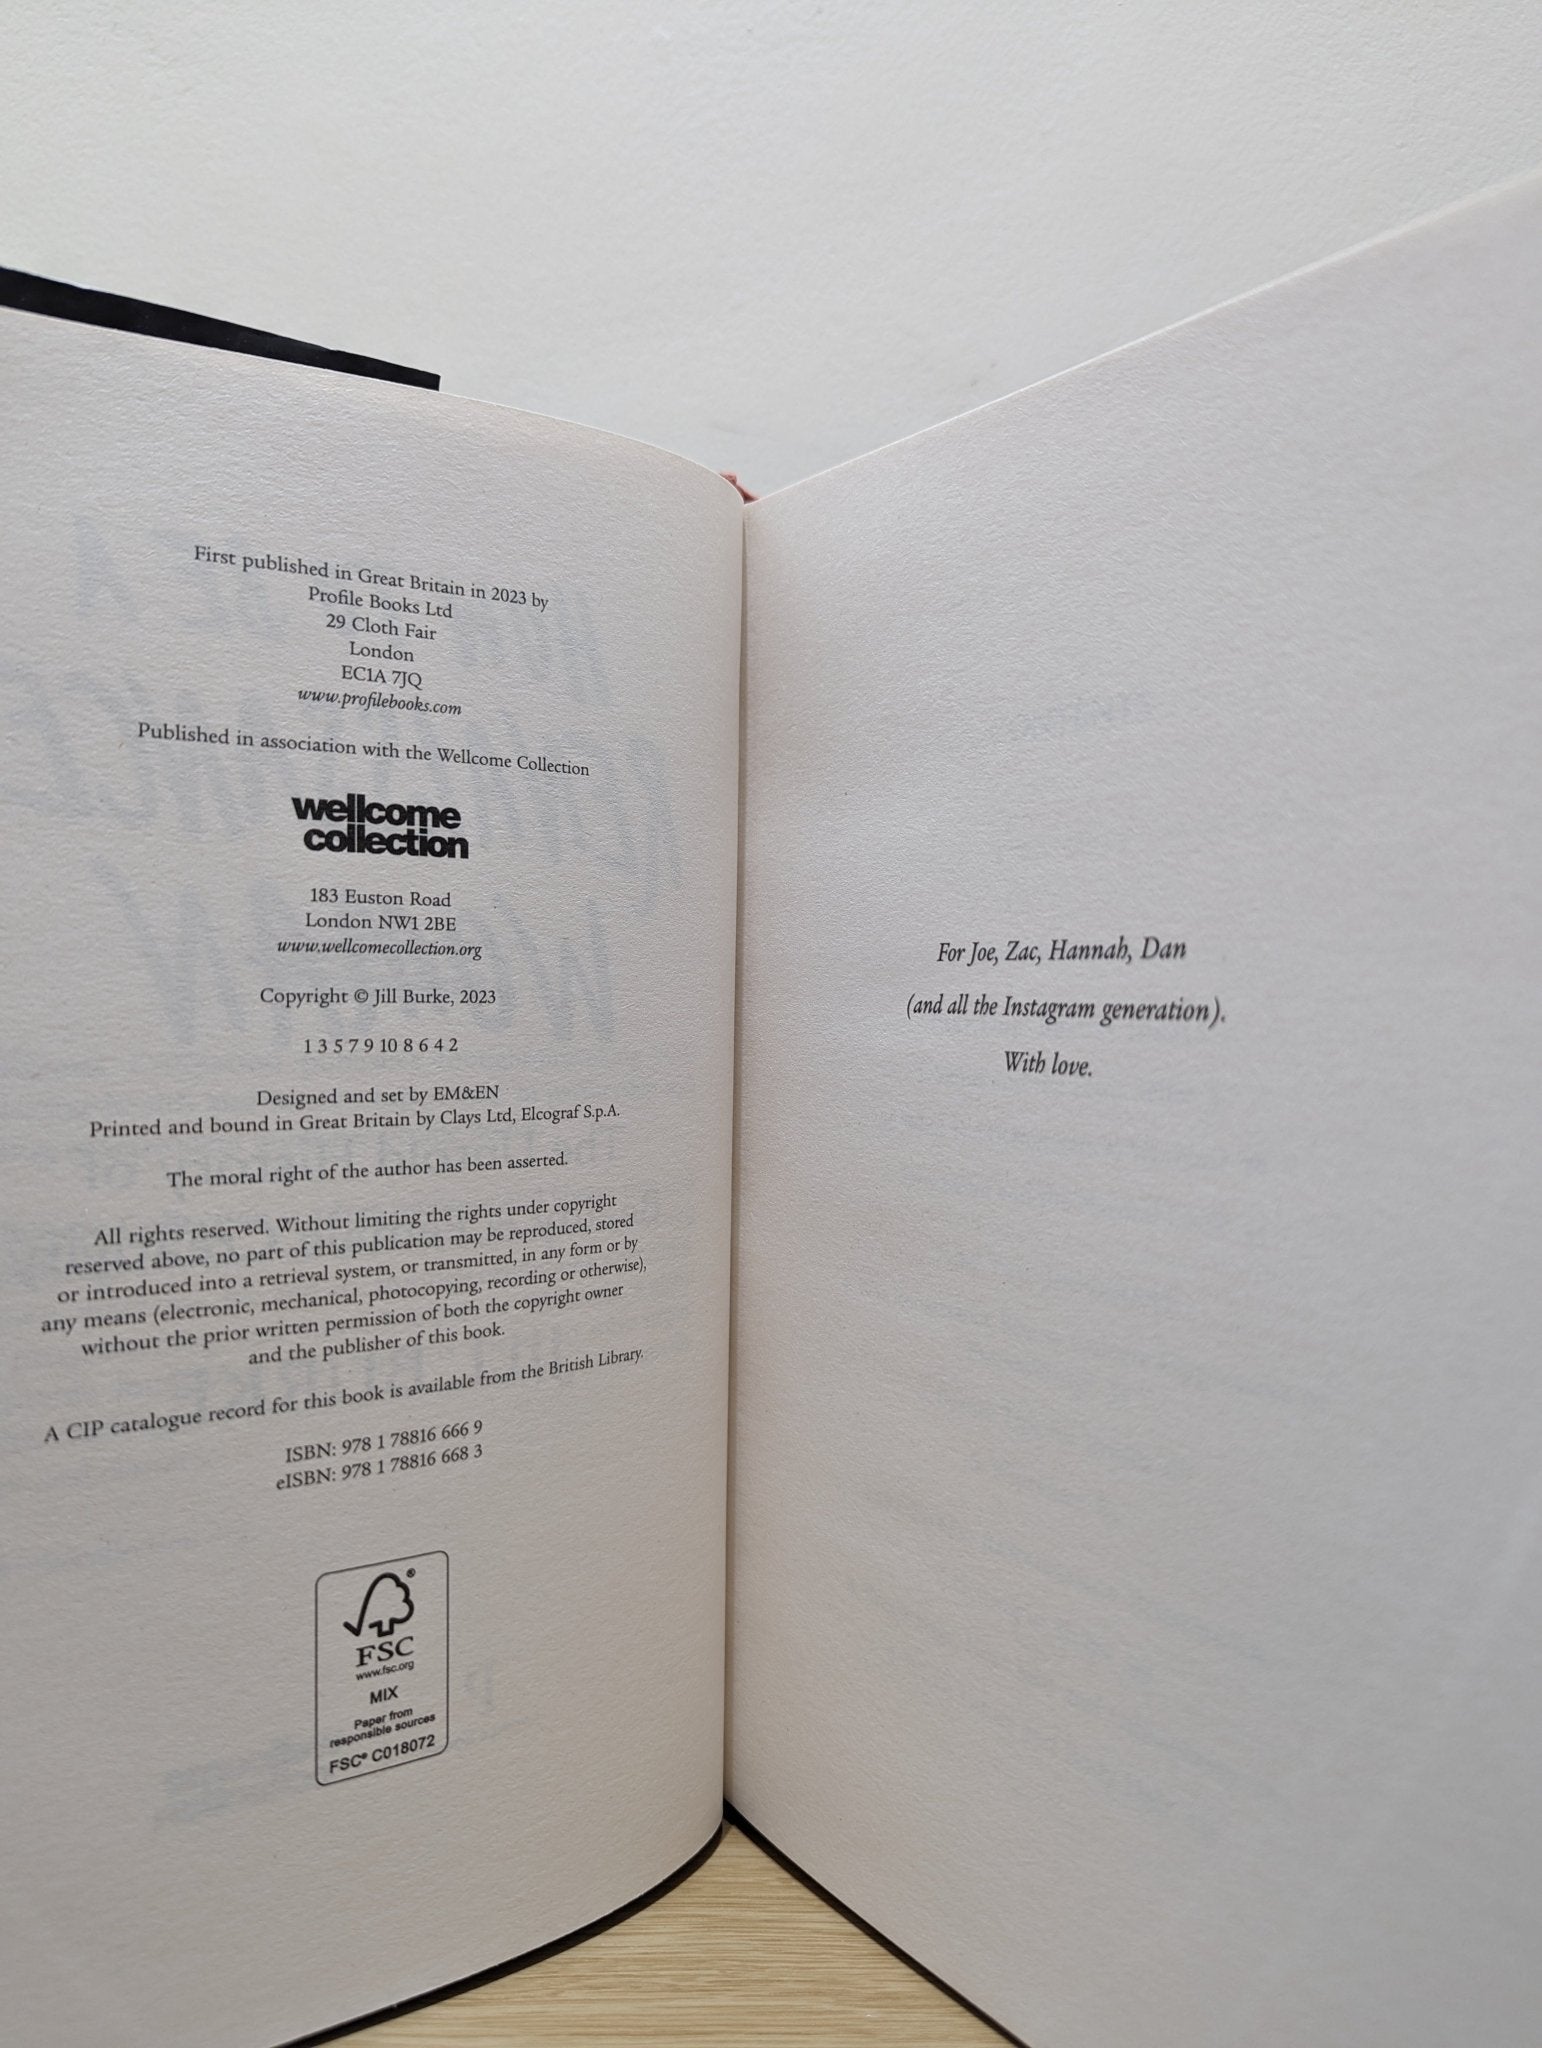 First published in Great Britain in 2023 by
Profile Books Ltd
29 Cloth Fair
London
EC1A 7JQ
www.profilebooks.com
Published in association with the Wellcome Collection
wellcome
collection
183 Euston Road
London NW1 2BE
www.wellcomecollection.org
Copyright © Jill Burke, 2023
1 3 5 7 9 10 8 6 4 2
Designed and set by EM&EN
Printed and bound in Great Britain by Clays Ltd, Elcograf S.p.A.
The moral right of the author has been asserted.
All rights reserved. Without limiting the rights under copyright
reserved above, no part of this publication may be reproduced, stored
or introduced into a retrieval system, or transmitted, in any form or by
any means (electronic, mechanical, photocopying, recording or otherwise),
without the prior written permission of both the copyright owner
and the publisher of this book.
A CIP catalogue record for this book is available from the British Library.
ISBN: 978 1 78816 666 9
eISBN: 978 1 78816 668 3
®
FSC
www.fsc.org
MIX
Paper from
responsible sources
FSC® C018072
For Joe, Zac, Hannah, Dan
(and all the Instagram generation).
With love.